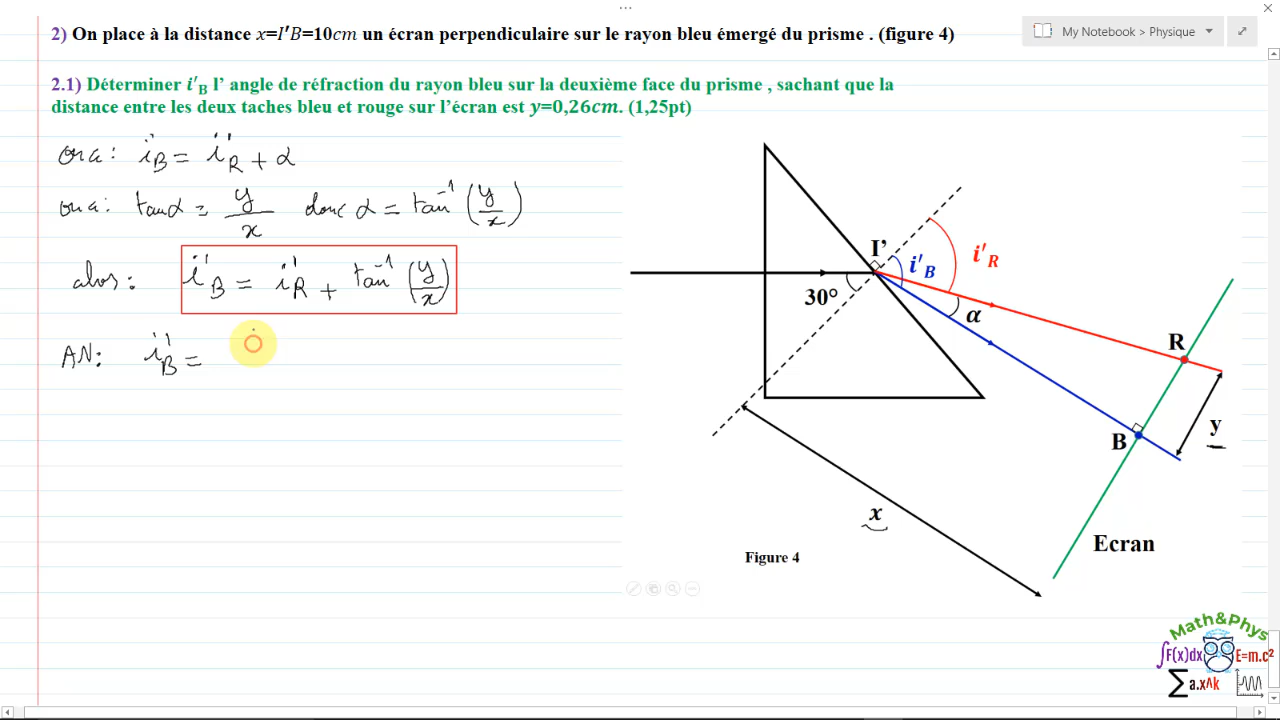 My Notebook > Physique
2) On place à la distance x=I'B=10cm un écran perpendiculaire sur le rayon bleu émergé du prisme . (figure 4)
2.1) Déterminer i'B l' angle de réfraction du rayon bleu sur la deuxième face du prisme , sachant que la
distance entre les deux taches bleu et rouge sur l'écran est y=0,26cm. (1,25pt)
on a : i'B = i'R + α
on a : tanα = y/x donc α = tan⁻¹(y/x)
alors : i'B = i'R + tan⁻¹(y/x)
AN : i'B =
I'
i'R
i'B
30°
α
R
B
y
x
Ecran
Figure 4
Math&Phys
∫F(x)dx E=m.c²
∑ a.x^k